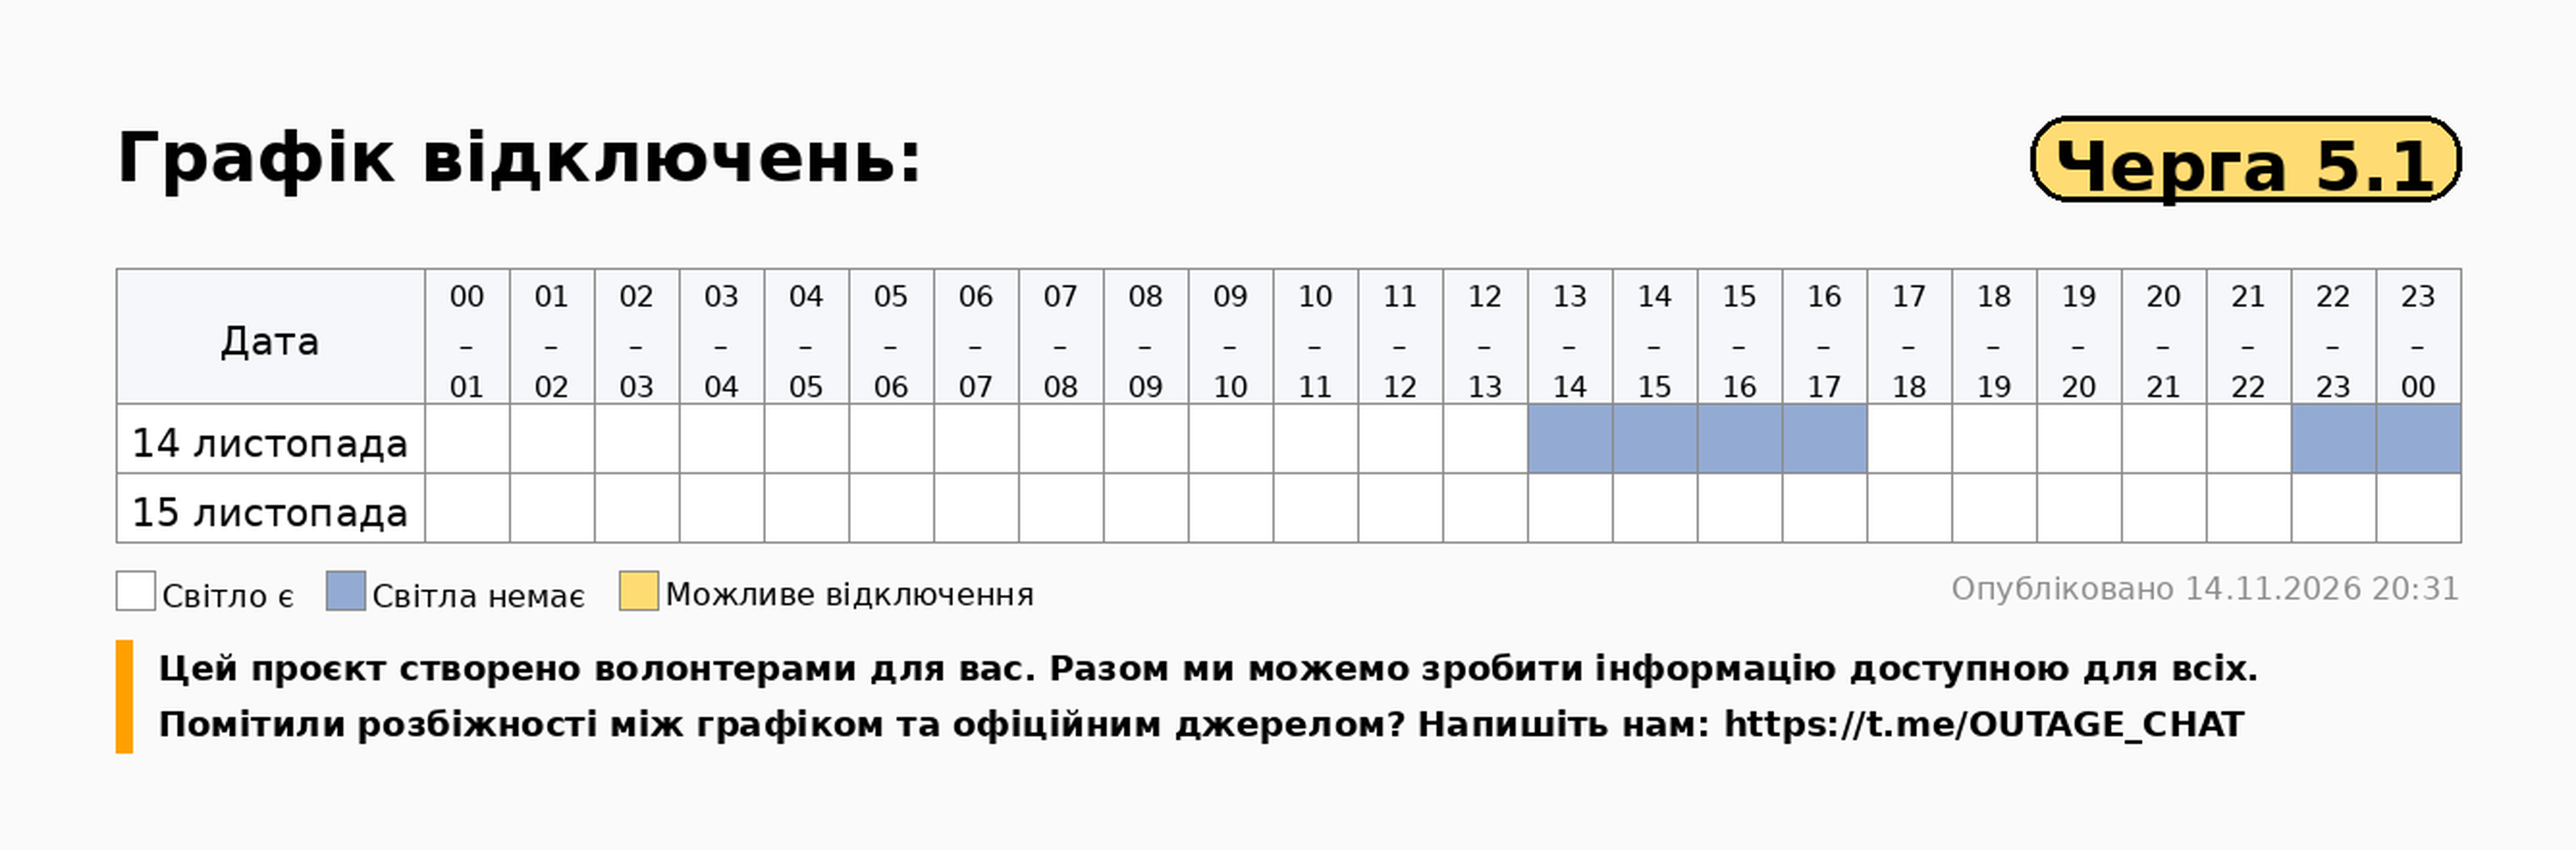 Графік відключень:
Черга 5.1
Дата
00 – 01
01 – 02
02 – 03
03 – 04
04 – 05
05 – 06
06 – 07
07 – 08
08 – 09
09 – 10
10 – 11
11 – 12
12 – 13
13 – 14
14 – 15
15 – 16
16 – 17
17 – 18
18 – 19
19 – 20
20 – 21
21 – 22
22 – 23
23 – 00
14 листопада
15 листопада
Світло є
Світла немає
Можливе відключення
Опубліковано 14.11.2026 20:31
Цей проєкт створено волонтерами для вас. Разом ми можемо зробити інформацію доступною для всіх.
Помітили розбіжності між графіком та офіційним джерелом? Напишіть нам: https://t.me/OUTAGE_CHAT